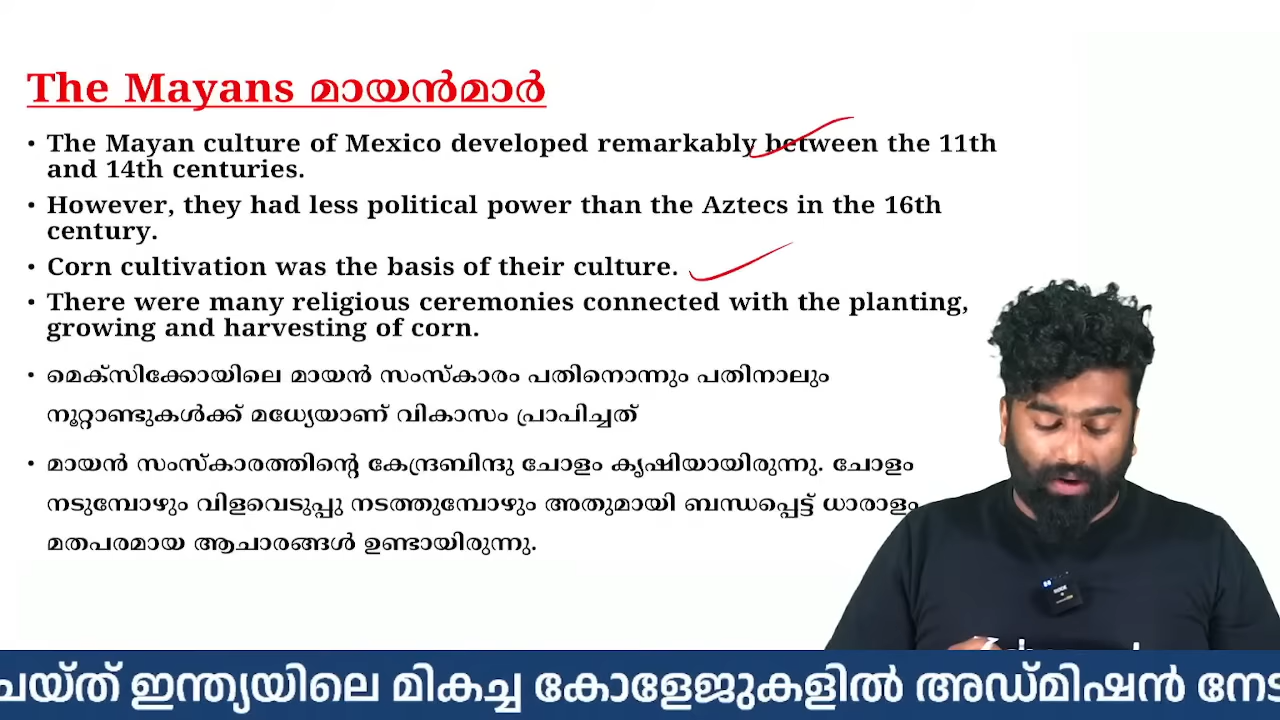 The Mayans മായൻമാർ
• The Mayan culture of Mexico developed remarkably between the 11th
and 14th centuries.
• However, they had less political power than the Aztecs in the 16th
century.
• Corn cultivation was the basis of their culture.
• There were many religious ceremonies connected with the planting,
growing and harvesting of corn.
• മെക്സിക്കോയിലെ മായൻ സംസ്കാരം പതിനൊന്നും പതിനാലും
നൂറ്റാണ്ടുകൾക്ക് മധ്യേയാണ് വികാസം പ്രാപിച്ചത്
• മായൻ സംസ്കാരത്തിന്റെ കേന്ദ്രബിന്ദു ചോളം കൃഷിയായിരുന്നു. ചോളം
നടുമ്പോഴും വിളവെടുപ്പു നടത്തുമ്പോഴും അതുമായി ബന്ധപ്പെട്ട് ധാരാളം
മതപരമായ ആചാരങ്ങൾ ഉണ്ടായിരുന്നു.
ഇന്ത്യയിലെ മികച്ച കോളേജുകളിൽ അഡ്മിഷൻ